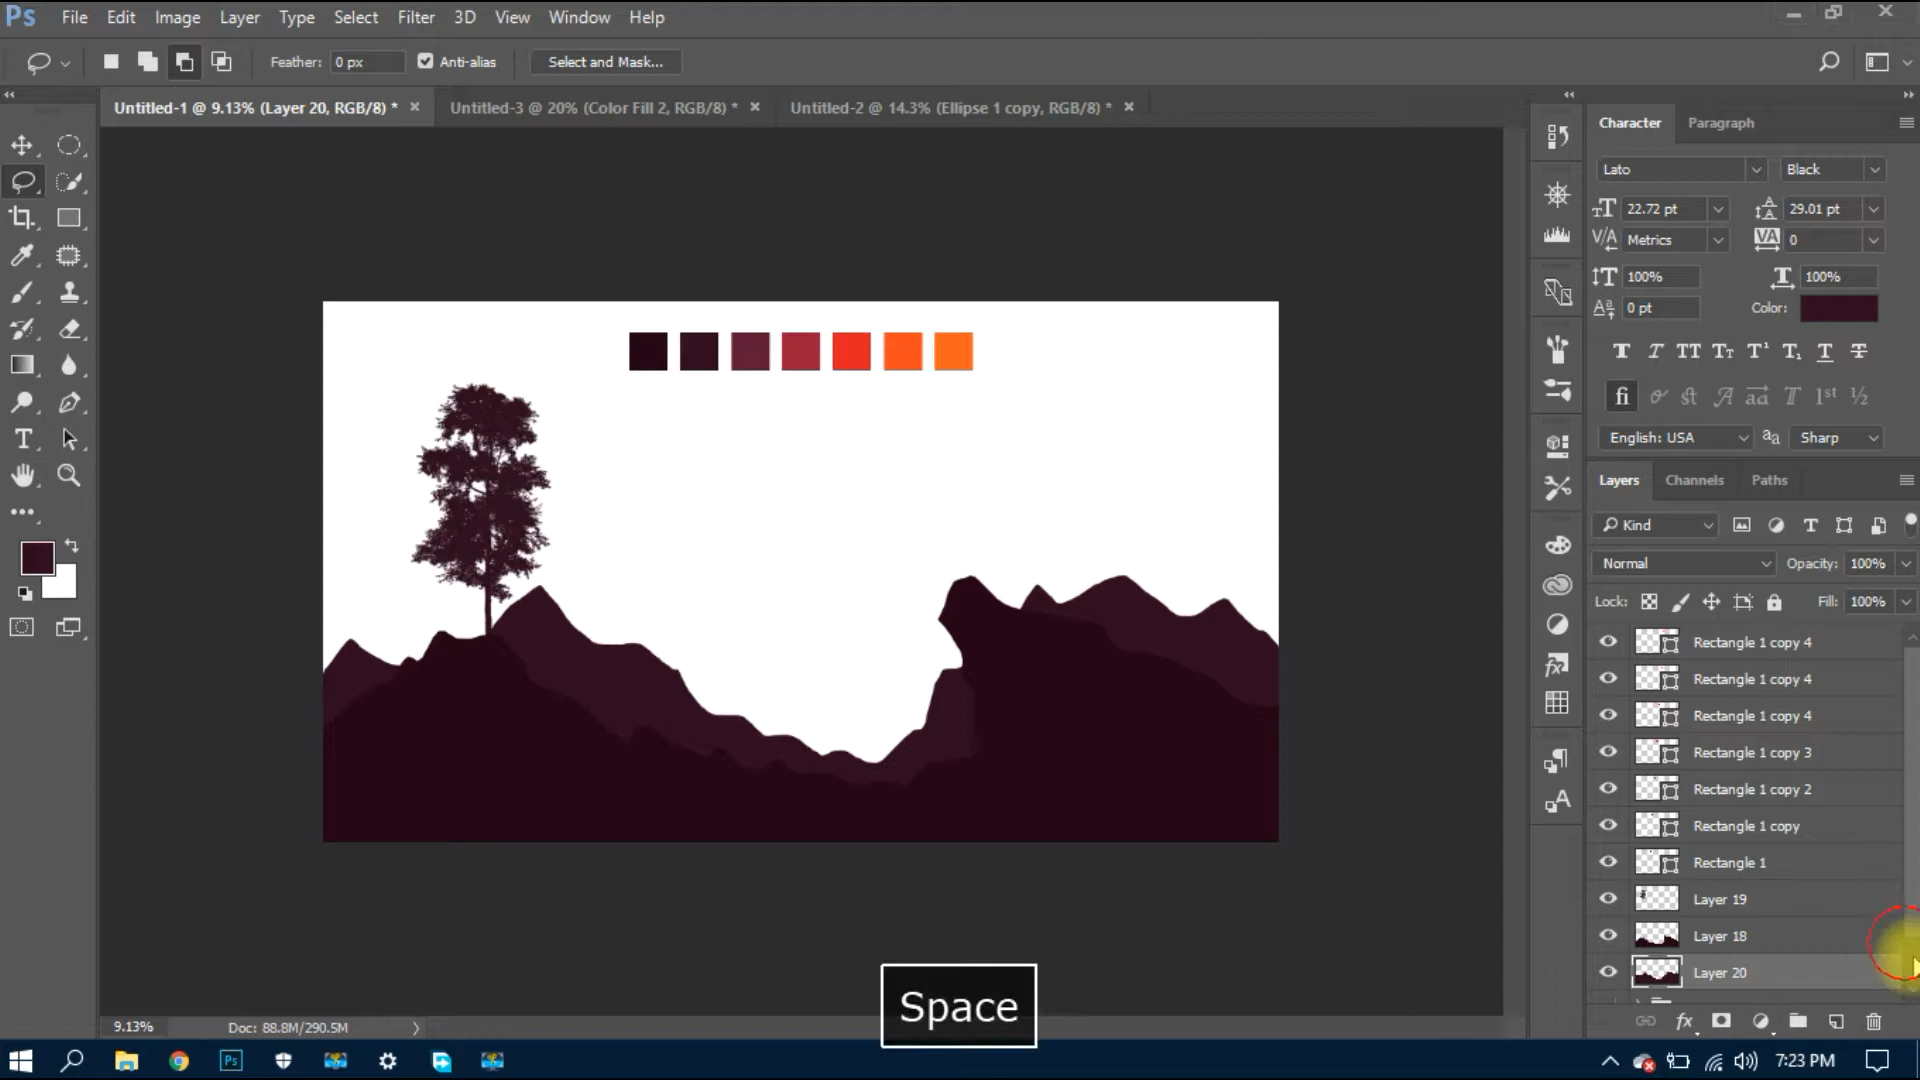 Ps File Edit Image Layer Type Select Filter 3D View Window Help
Feather: 0 px Anti-alias Select and Mask...
Untitled-1 @ 9.13% (Layer 20, RGB/8) * Untitled-3 @ 20% (Color Fill 2, RGB/8) * Untitled-2 @ 14.3% (Ellipse 1 copy, RGB/8) *
Character Paragraph
Lato Black
22.72 pt 29.01 pt
Metrics 0
100% 100%
0 pt Color:
English: USA Sharp
Layers Channels Paths
Kind
Normal Opacity: 100%
Lock: Fill: 100%
Rectangle 1 copy 4
Rectangle 1 copy 4
Rectangle 1 copy 4
Rectangle 1 copy 3
Rectangle 1 copy 2
Rectangle 1 copy
Rectangle 1
Layer 19
Layer 18
Layer 20
Space
9.13% Doc: 88.8M/290.5M
Ps 7:23 PM